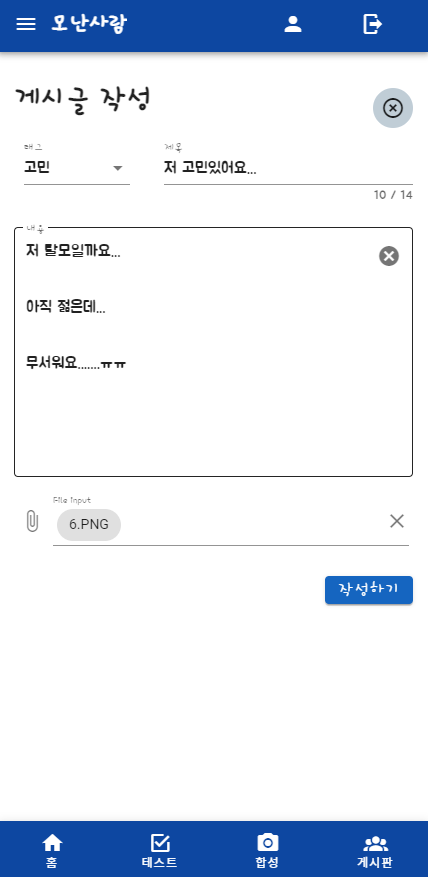 모난사람
게시글 작성
태그
제목
고민
저 고민있어요...
10 / 14
내용
저 탈모일까요...
아직 젊은데...
무서워요.......ㅠㅠ
File input
6.PNG
작성하기
홈
테스트
합성
게시판